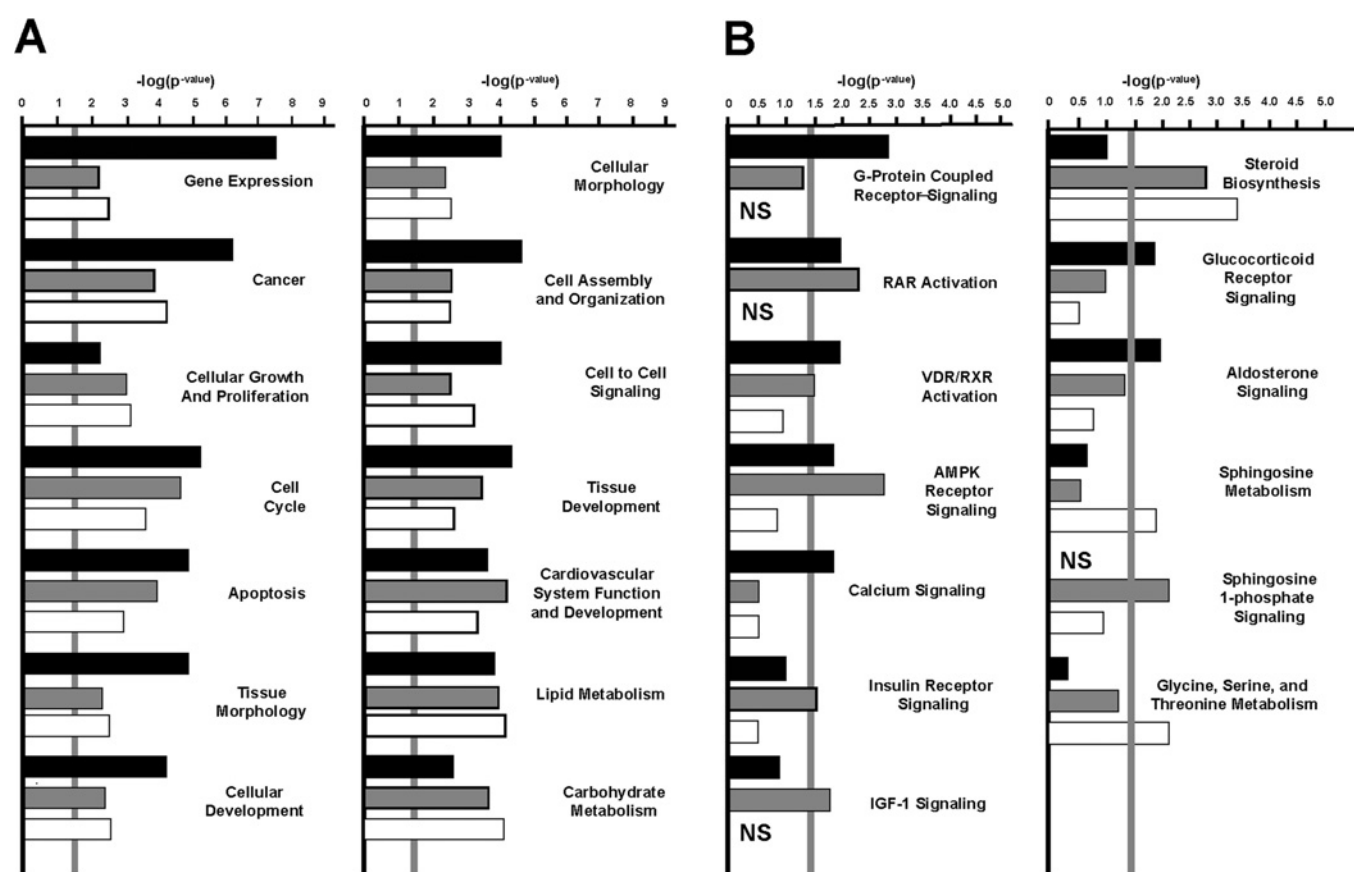 A
-log(p-value)
0 1 2 3 4 5 6 7 8 9
Gene Expression
Cancer
Cellular Growth
And Proliferation
Cell
Cycle
Apoptosis
Tissue
Morphology
Cellular
Development
-log(p-value)
0 1 2 3 4 5 6 7 8 9
Cellular
Morphology
Cell Assembly
and Organization
Cell to Cell
Signaling
Tissue
Development
Cardiovascular
System Function
and Development
Lipid Metabolism
Carbohydrate
Metabolism
B
-log(p-value)
0 0.5 1.0 1.5 2.0 2.5 3.0 3.5 4.0 5.0
G-Protein Coupled
Receptor Signaling
NS
RAR Activation
NS
VDR/RXR
Activation
AMPK
Receptor
Signaling
Calcium Signaling
Insulin Receptor
Signaling
IGF-1 Signaling
NS
-log(p-value)
0 0.5 1.0 1.5 2.0 2.5 3.0 3.5 4.0 5.0
Steroid
Biosynthesis
Glucocorticoid
Receptor
Signaling
Aldosterone
Signaling
Sphingosine
Metabolism
NS
Sphingosine
1-phosphate
Signaling
Glycine, Serine, and
Threonine Metabolism